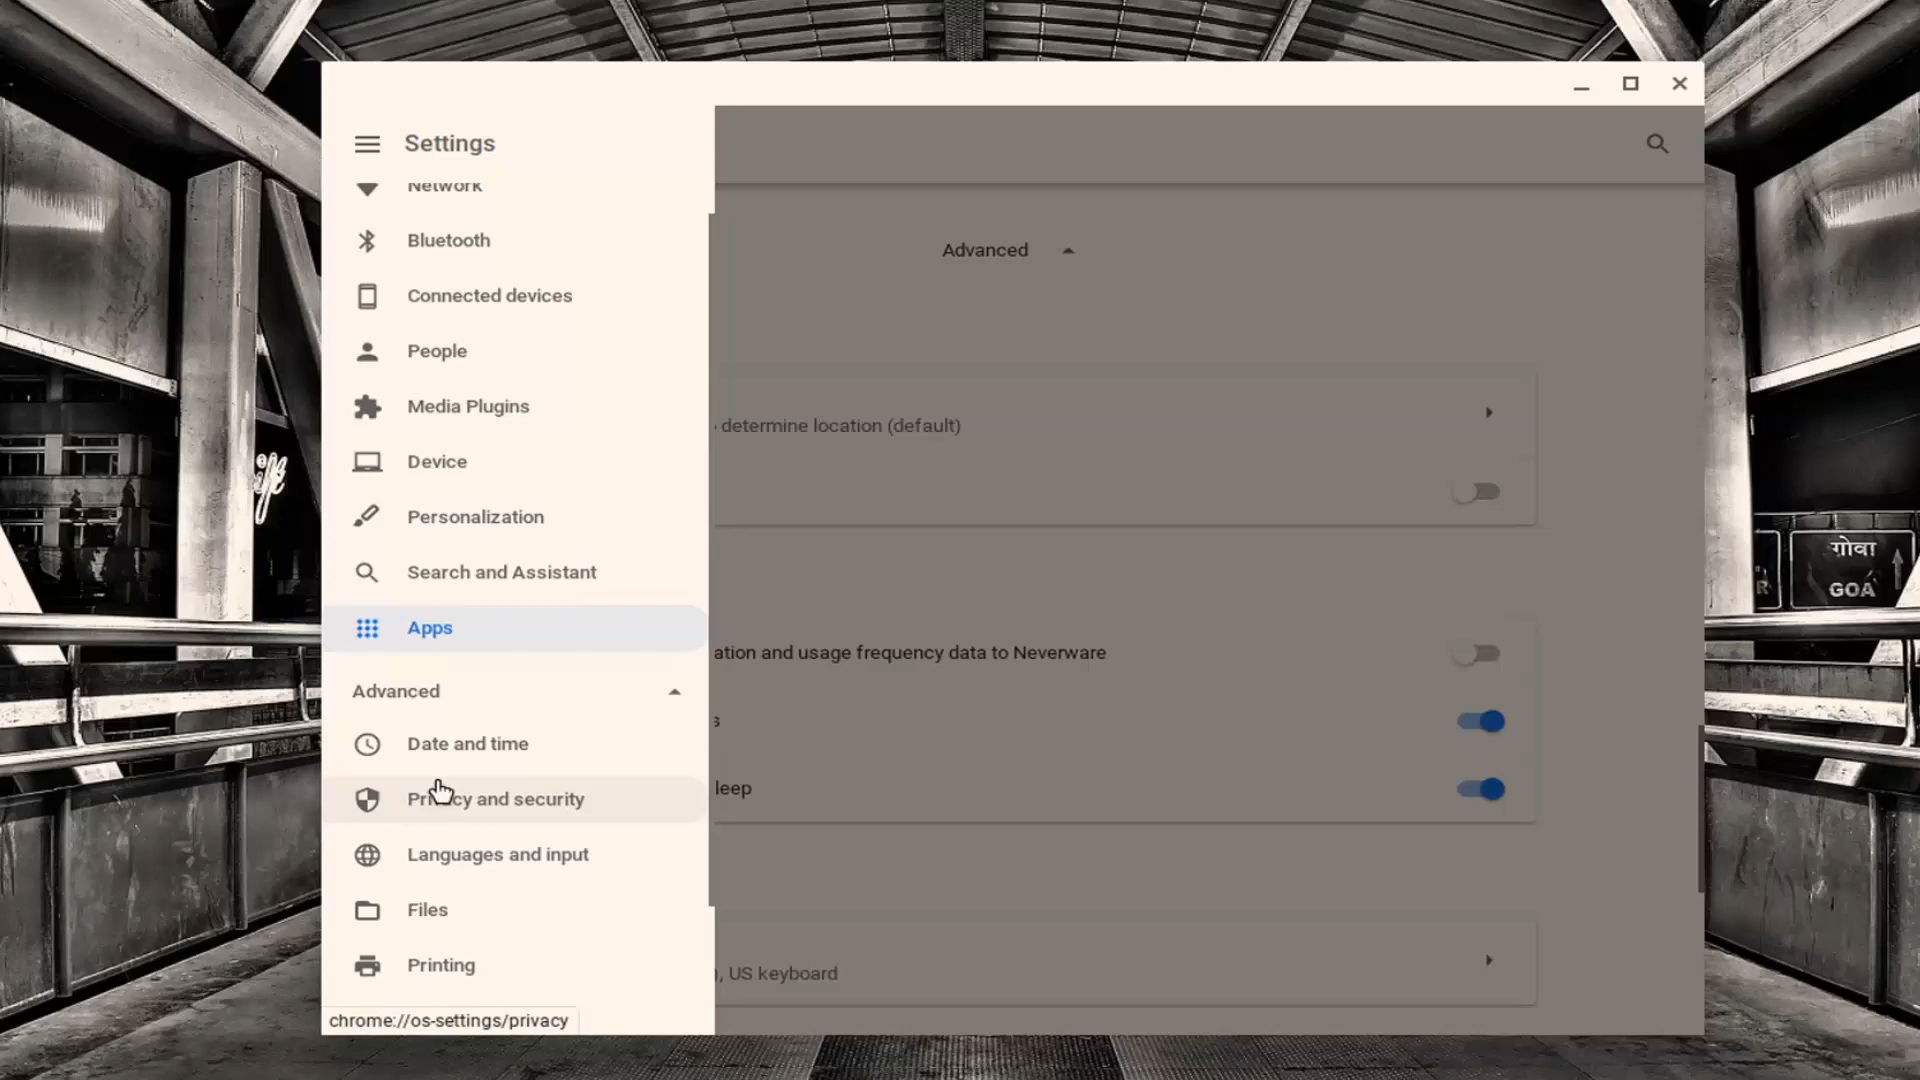 Settings
Network
Bluetooth
Connected devices
People
Media Plugins
Device
Personalization
Search and Assistant
Apps
Advanced
Date and time
Privacy and security
Languages and input
Files
Printing
chrome://os-settings/privacy
Advanced
determine location (default)
ation and usage frequency data to Neverware
s
leep
, US keyboard
गोवा
GOA
R